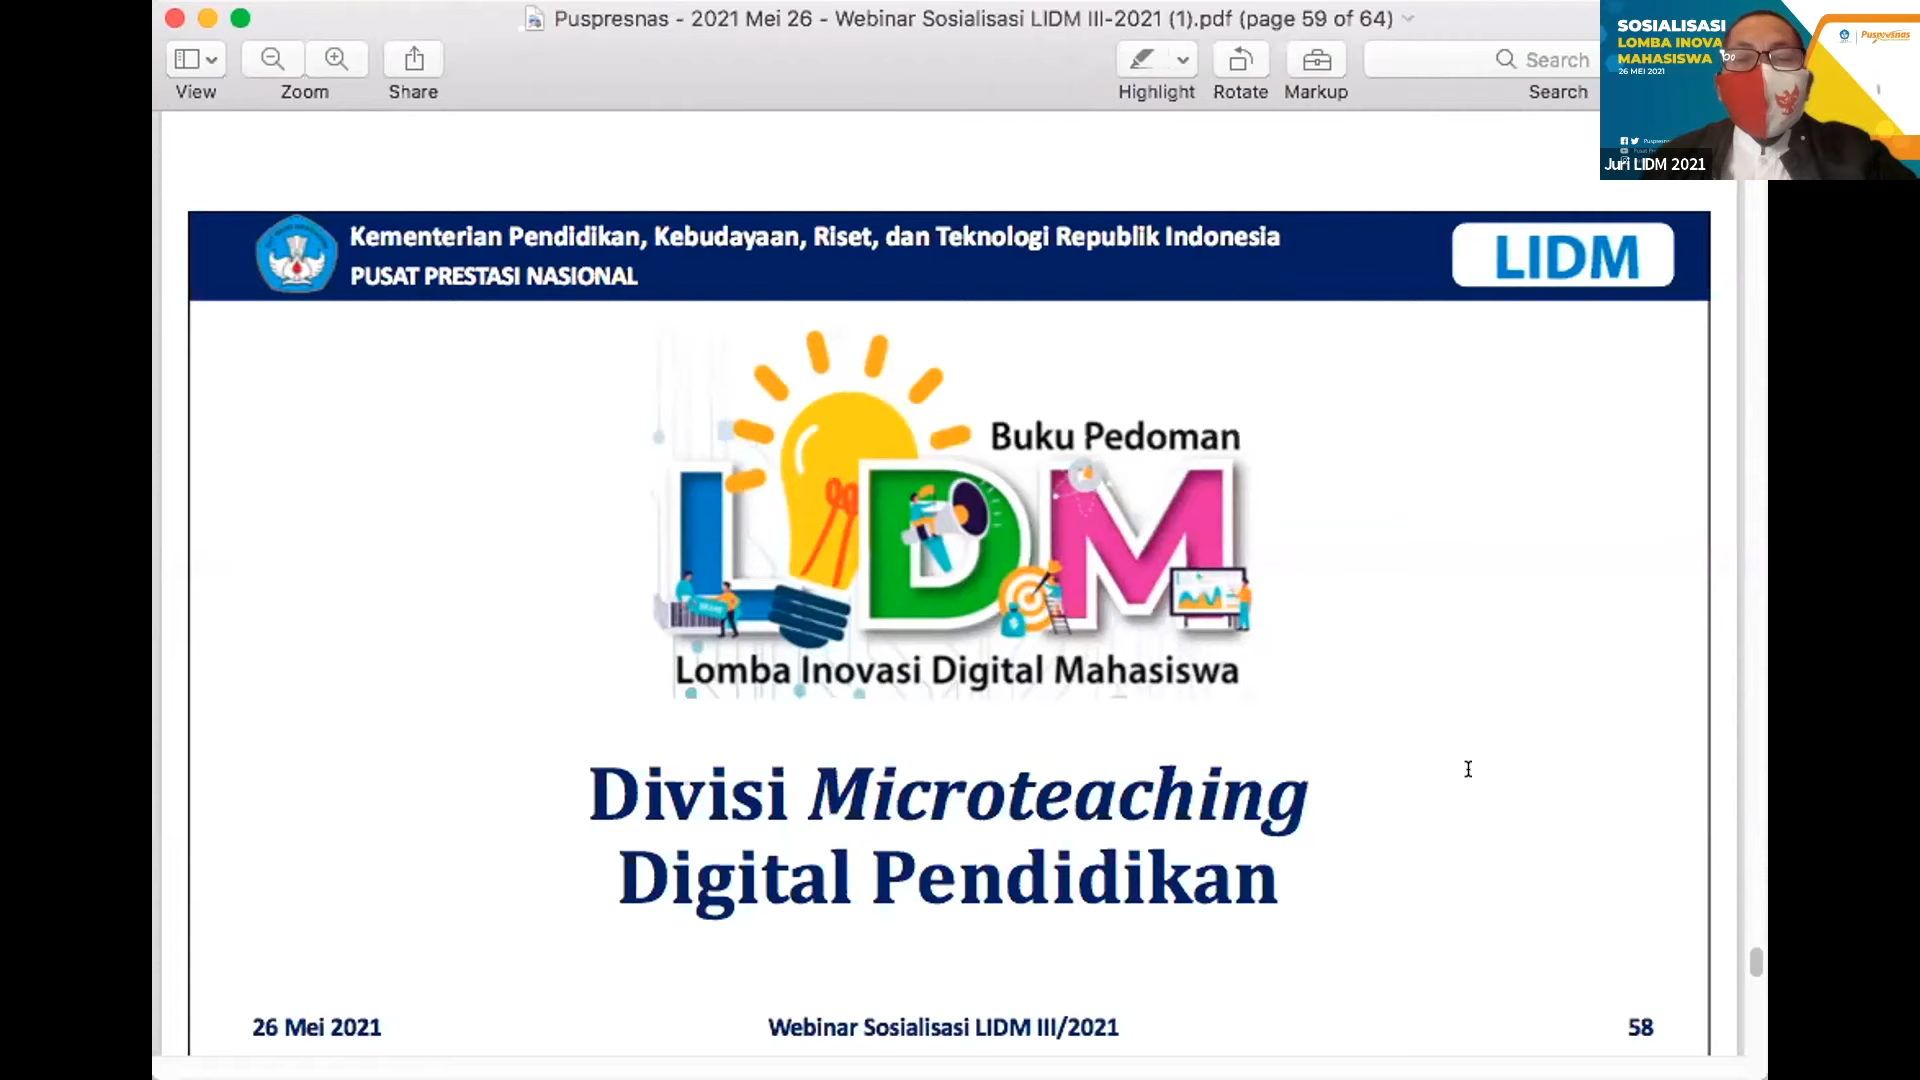 Puspresnas - 2021 Mei 26 - Webinar Sosialisasi LIDM III-2021 (1).pdf (page 59 of 64)
View
Zoom
Share
Highlight
Rotate
Markup
Search
Search
SOSIALISASI
LOMBA INOVA
MAHASISWA
26 MEI 2021
Puspresnas
Juri LIDM 2021
Kementerian Pendidikan, Kebudayaan, Riset, dan Teknologi Republik Indonesia
PUSAT PRESTASI NASIONAL
LIDM
Buku Pedoman
LIDM
Lomba Inovasi Digital Mahasiswa
Divisi Microteaching
Digital Pendidikan
26 Mei 2021
Webinar Sosialisasi LIDM III/2021
58